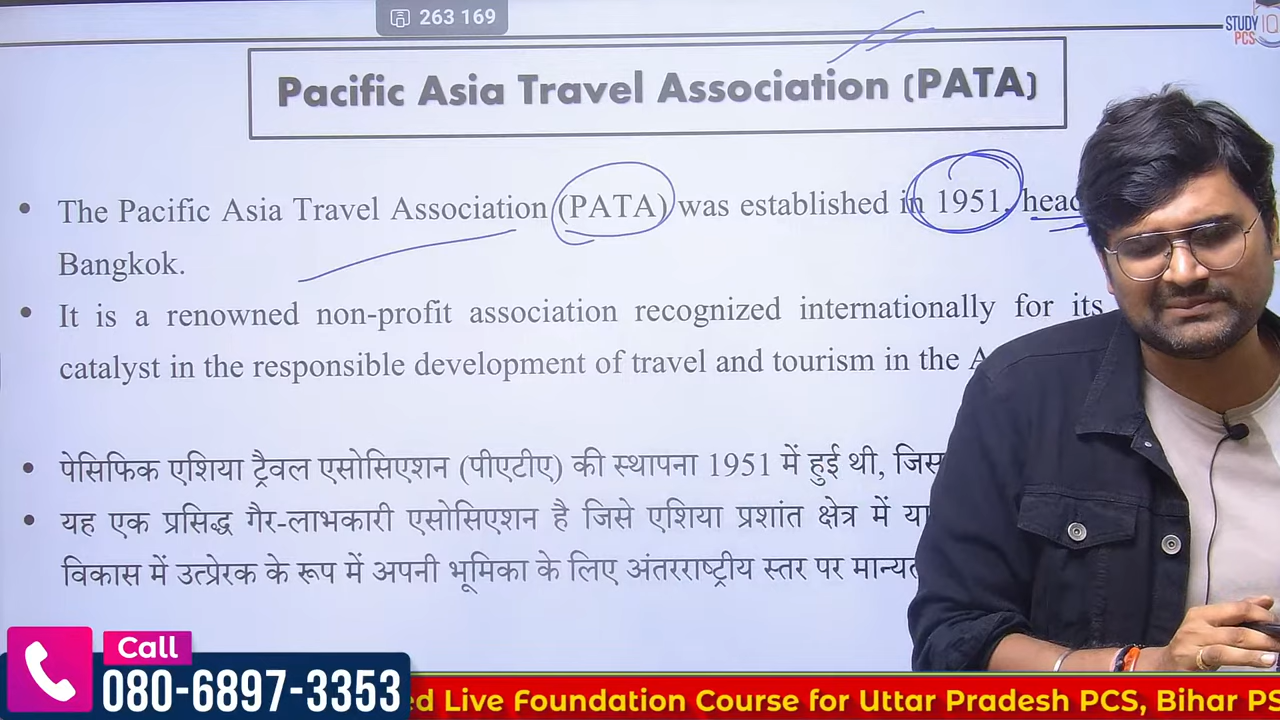 263 169
STUDY IQ
PCS
Pacific Asia Travel Association (PATA)
• The Pacific Asia Travel Association (PATA) was established in 1951, head
Bangkok.
• It is a renowned non-profit association recognized internationally for its
catalyst in the responsible development of travel and tourism in the A
• पेसिफिक एशिया ट्रैवल एसोसिएशन (पीएटीए) की स्थापना 1951 में हुई थी, जिस
• यह एक प्रसिद्ध गैर-लाभकारी एसोसिएशन है जिसे एशिया प्रशांत क्षेत्र में या
विकास में उत्प्रेरक के रूप में अपनी भूमिका के लिए अंतरराष्ट्रीय स्तर पर मान्यत
Call
080-6897-3353
ed Live Foundation Course for Uttar Pradesh PCS, Bihar PS